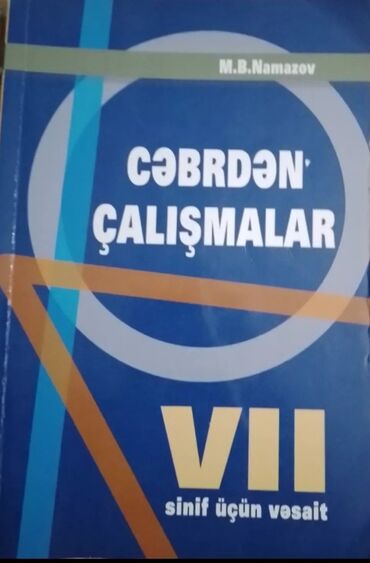 M.B.Namazov
CƏBRDƏN
ÇALIŞMALAR
VII
sinif üçün vəsait